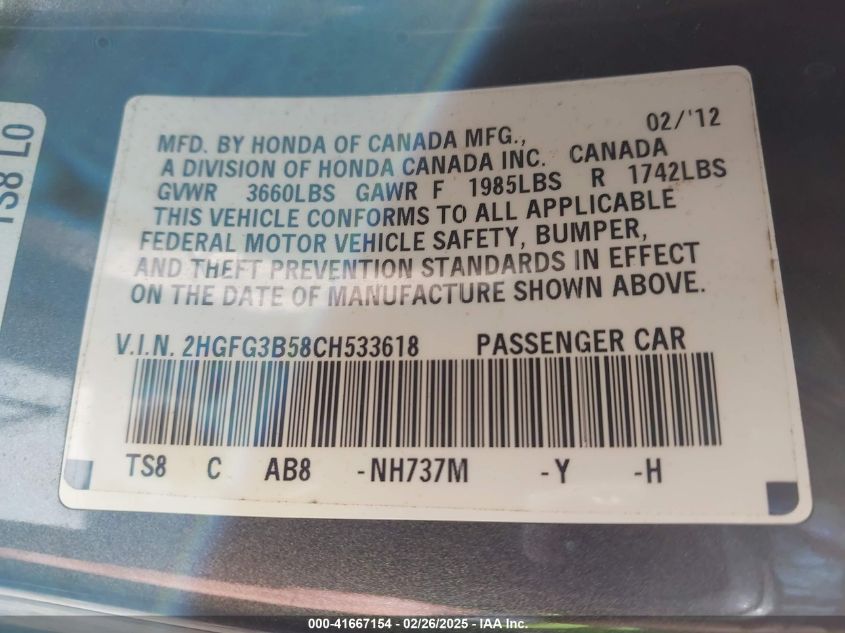 TS8 L0
02/'12
MFD. BY HONDA OF CANADA MFG.,
A DIVISION OF HONDA CANADA INC. CANADA
GVWR 3660LBS GAWR F 1985LBS R 1742LBS
THIS VEHICLE CONFORMS TO ALL APPLICABLE
FEDERAL MOTOR VEHICLE SAFETY, BUMPER,
AND THEFT PREVENTION STANDARDS IN EFFECT
ON THE DATE OF MANUFACTURE SHOWN ABOVE.
V.I.N. 2HGFG3B58CH533618 PASSENGER CAR
TS8 C AB8 -NH737M -Y -H
000-41667154 - 02/26/2025 - IAA Inc.